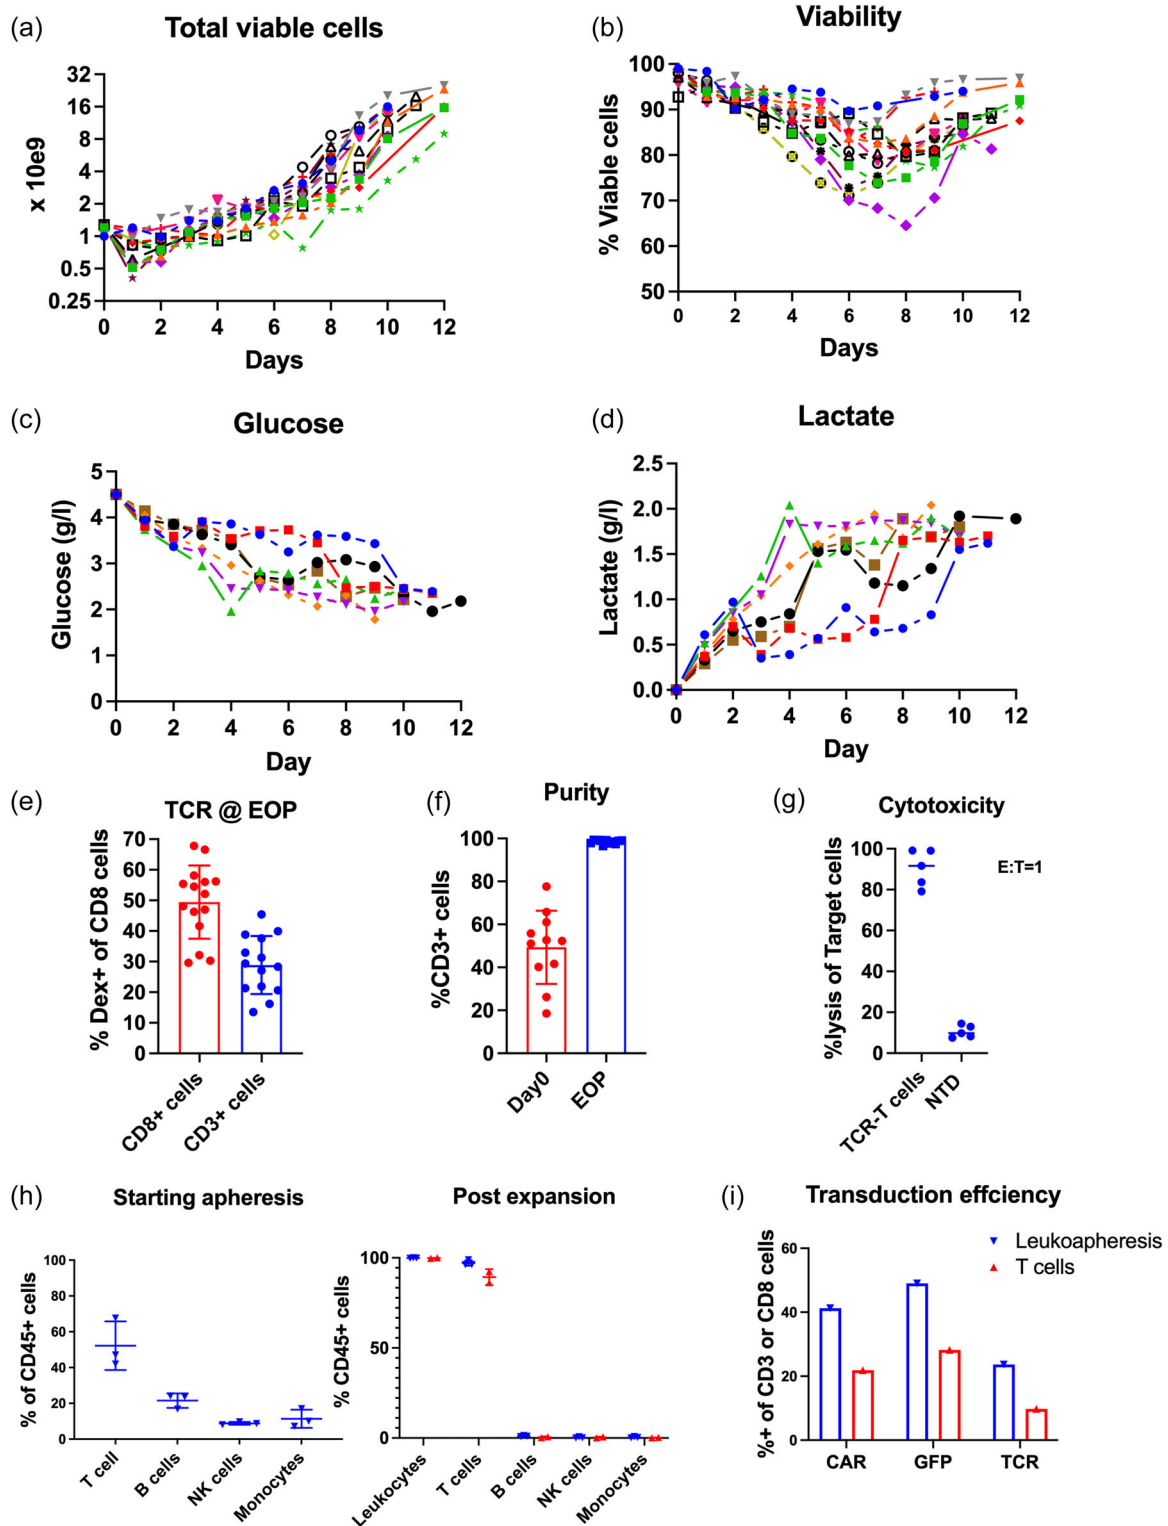 (a)
Total viable cells
x 10e9
32
16
8
4
2
1
0.5
0.25
0 2 4 6 8 10 12
Days
(b)
Viability
% Viable cells
100
90
80
70
60
50
0 2 4 6 8 10 12
Days
(c)
Glucose
Glucose (g/l)
5
4
3
2
1
0
0 2 4 6 8 10 12
Day
(d)
Lactate
Lactate (g/l)
2.5
2.0
1.5
1.0
0.5
0.0
0 2 4 6 8 10 12
Day
(e)
TCR @ EOP
% Dex+ of CD8 cells
70
60
50
40
30
20
10
0
CD8+ cells
CD3+ cells
(f)
Purity
%CD3+ cells
100
80
60
40
20
0
Day0
EOP
(g)
Cytotoxicity
%lysis of Target cells
100
80
60
40
20
0
E:T=1
TCR-T cells
NTD
(h)
Starting apheresis
% of CD45+ cells
100
80
60
40
20
0
T cell
B cells
NK cells
Monocytes
Post expansion
% CD45+ cells
100
50
0
Leukocytes
T cells
B cells
NK cells
Monocytes
(i)
Transduction effciency
%+ of CD3 or CD8 cells
60
40
20
0
Leukoapheresis
T cells
CAR GFP TCR